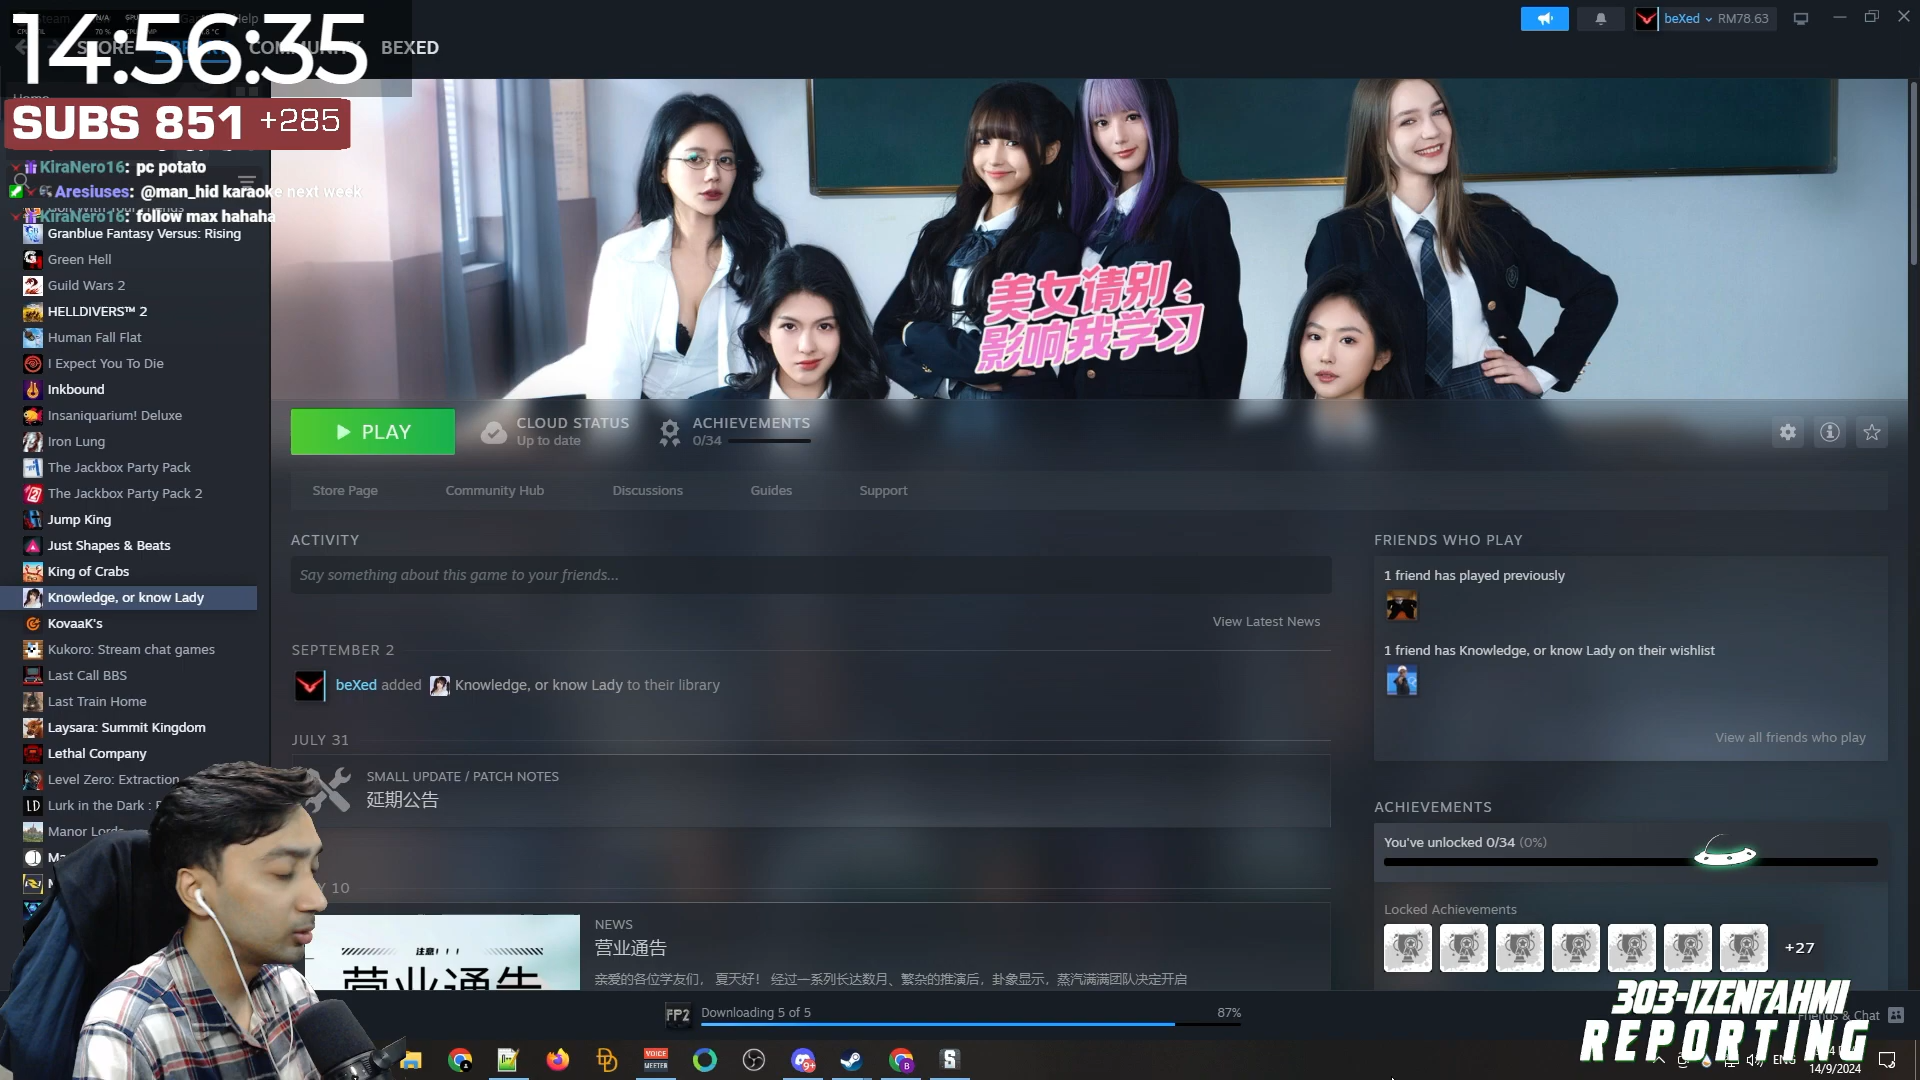 14:56:35
STORE
COMMUNITY
BEXED
beXed
RM78.63
SUBS 851 +285
KiraNero16: pc potato
Aresiuses: @man_hid karaoke next week
KiraNero16: follow max hahaha
Granblue Fantasy Versus: Rising
Green Hell
Guild Wars 2
HELLDIVERS™ 2
Human Fall Flat
I Expect You To Die
Inkbound
Insaniquarium! Deluxe
Iron Lung
The Jackbox Party Pack
The Jackbox Party Pack 2
Jump King
Just Shapes & Beats
King of Crabs
Knowledge, or know Lady
KovaaK's
Kukoro: Stream chat games
Last Call BBS
Last Train Home
Laysara: Summit Kingdom
Lethal Company
Level Zero: Extraction
Lurk in the Dark :
Manor Lords
美女请别
影响我学习
PLAY
CLOUD STATUS
Up to date
ACHIEVEMENTS
0/34
Store Page
Community Hub
Discussions
Guides
Support
ACTIVITY
Say something about this game to your friends...
View Latest News
SEPTEMBER 2
beXed added Knowledge, or know Lady to their library
JULY 31
SMALL UPDATE / PATCH NOTES
延期公告
10
注意!!!
营业通告
NEWS
营业通告
亲爱的各位学友们， 夏天好！ 经过一系列长达数月、繁杂的推演后，卦象显示，蒸汽满满团队决定开启
FRIENDS WHO PLAY
1 friend has played previously
1 friend has Knowledge, or know Lady on their wishlist
View all friends who play
ACHIEVEMENTS
You've unlocked 0/34 (0%)
Locked Achievements
+27
FP2
Downloading 5 of 5
87%
Friends & Chat
303-IZENFAHMI
REPORTING
VOICE
MEETER
ENG
14/9/2024